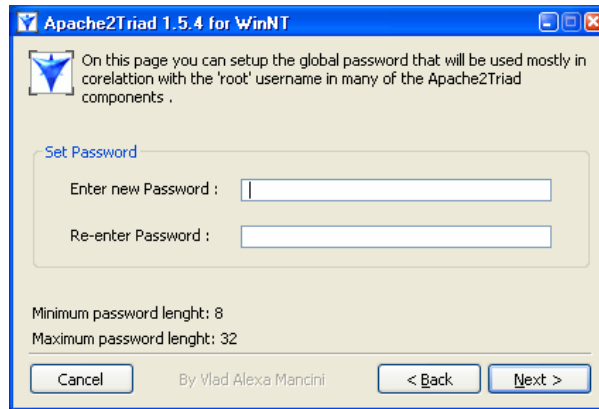 Apache2Triad 1.5.4 for WinNT
On this page you can setup the global password that will be used mostly in
corelattion with the 'root' username in many of the Apache2Triad
components .
Set Password
Enter new Password :
Re-enter Password :
Minimum password lenght: 8
Maximum password lenght: 32
Cancel By Vlad Alexa Mancini < Back Next >